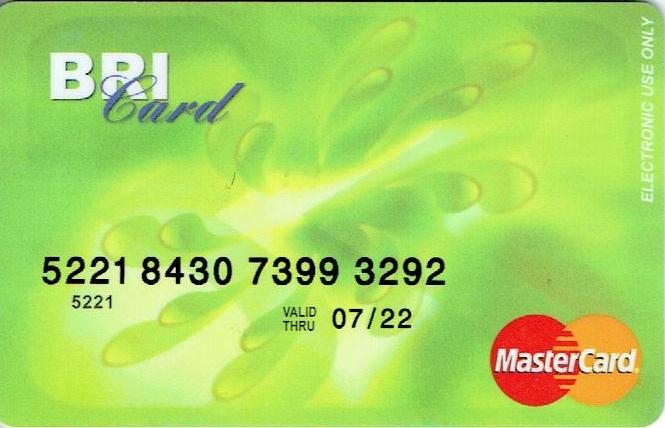 BRI
Card
ELECTRONIC USE ONLY
5221 8430 7399 3292
5221
VALID
THRU 07/22
MasterCard